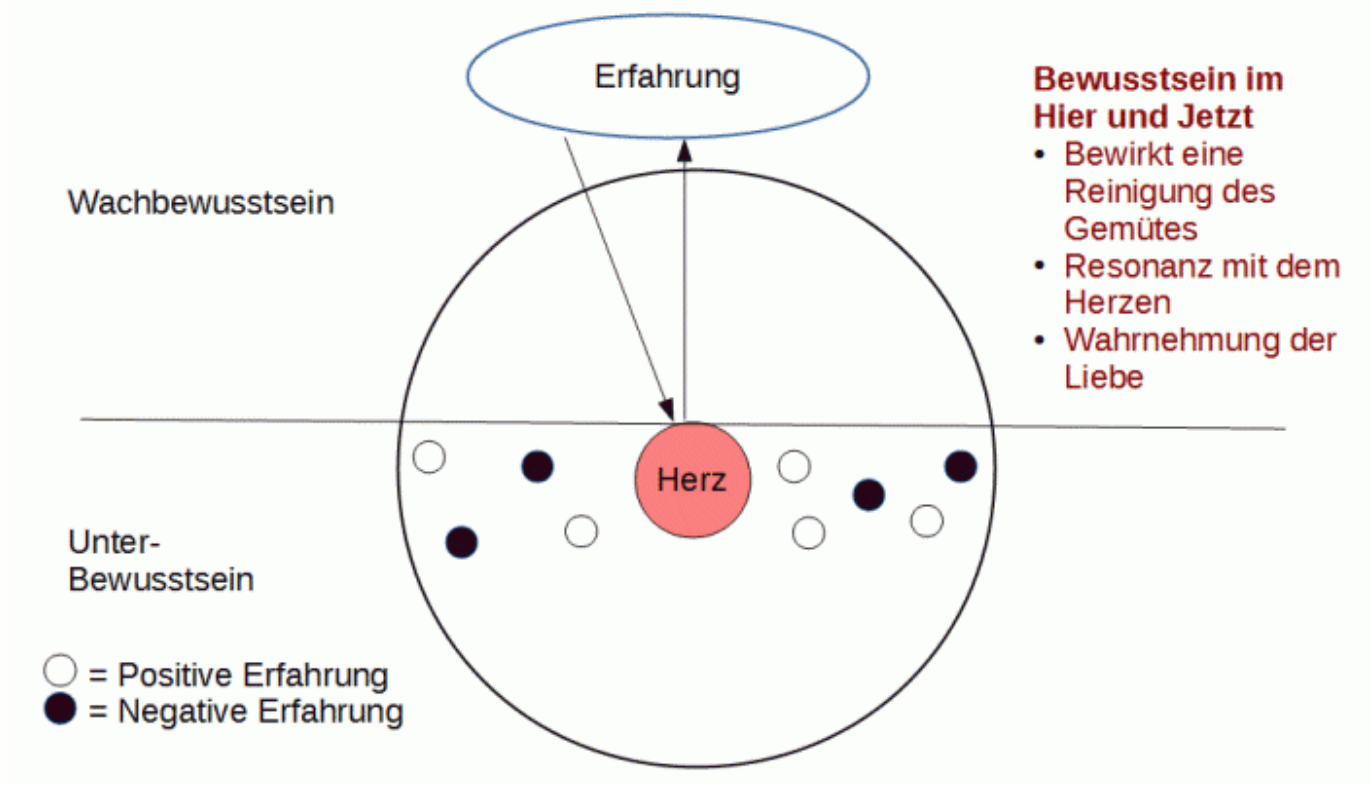 Erfahrung
Bewusstsein im
Hier und Jetzt
• Bewirkt eine
Reinigung des
Gemütes
• Resonanz mit dem
Herzen
• Wahrnehmung der
Liebe
Wachbewusstsein
Herz
Unter-
Bewusstsein
= Positive Erfahrung
= Negative Erfahrung